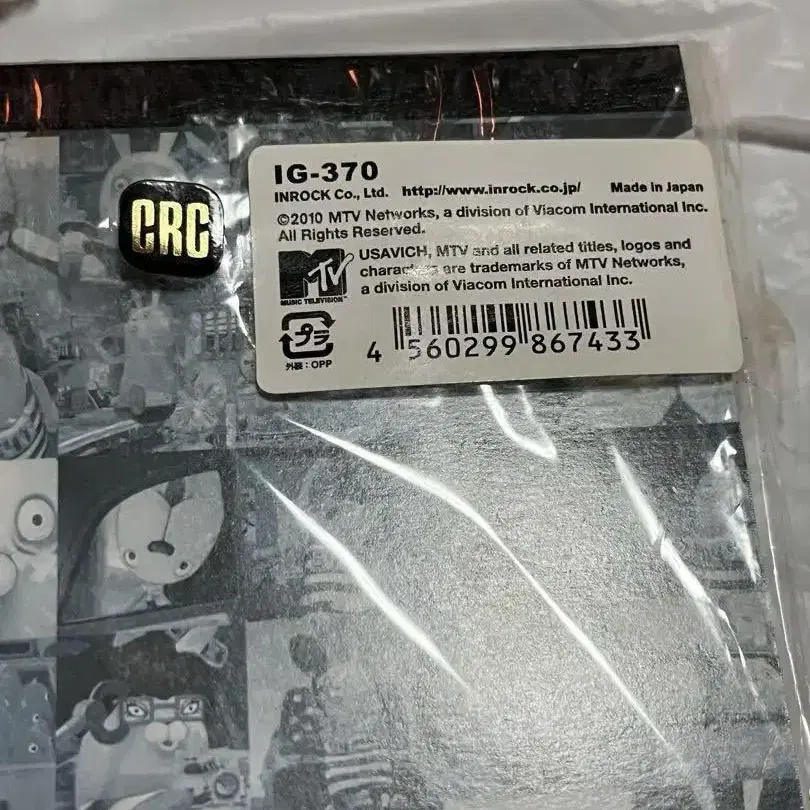 IG-370
INROCK Co., Ltd. http://www.inrock.co.jp/ Made in Japan
©2010 MTV Networks, a division of Viacom International Inc.
All Rights Reserved.
CRC
MTV
MUSIC TELEVISION™
USAVICH, MTV and all related titles, logos and
characters are trademarks of MTV Networks,
a division of Viacom International Inc.
プラ
外装:OPP
4 560299 867433